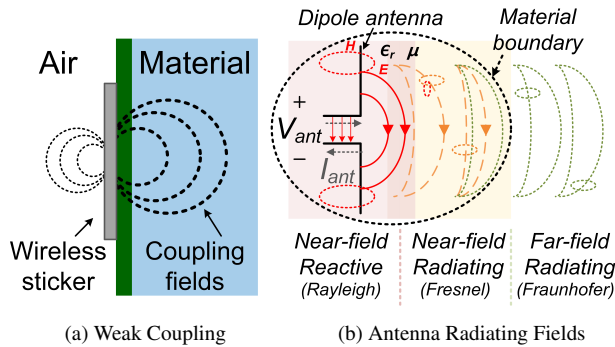 Air
Material
Wireless
sticker
Coupling
fields
(a) Weak Coupling
Dipole antenna
Material
boundary
H
E
ϵr μ
+
Vant
−
Iant
Near-field
Reactive
(Rayleigh)
Near-field
Radiating
(Fresnel)
Far-field
Radiating
(Fraunhofer)
(b) Antenna Radiating Fields